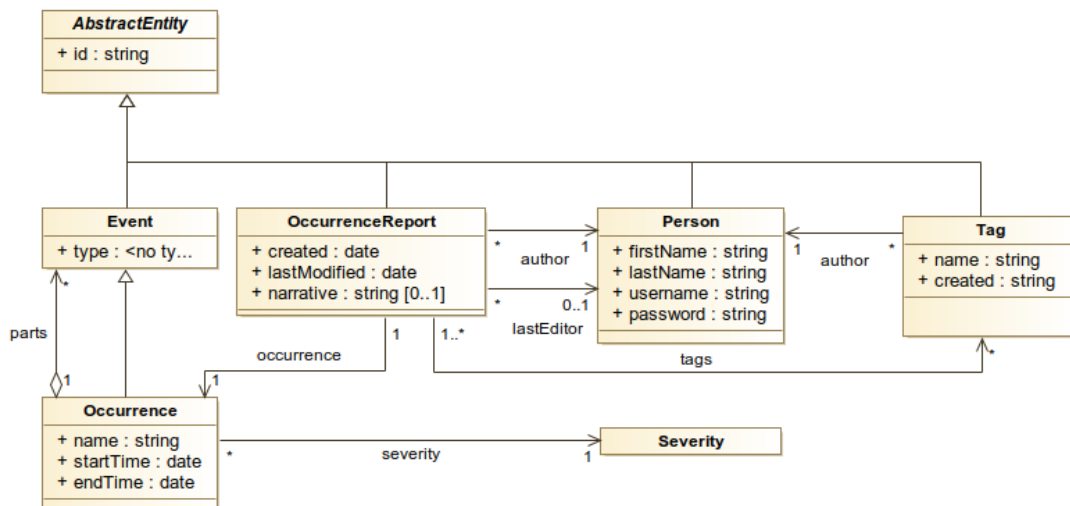 AbstractEntity
+ id : string
Event
+ type : <no ty...
OccurrenceReport
+ created : date
+ lastModified : date
+ narrative : string [0..1]
Person
+ firstName : string
+ lastName : string
+ username : string
+ password : string
Tag
+ name : string
+ created : string
* 1
author
* 0..1
lastEditor
1 *
author
*
parts
1
1
occurrence
1
1..*
tags
*
Occurrence
+ name : string
+ startTime : date
+ endTime : date
*
severity
1
Severity